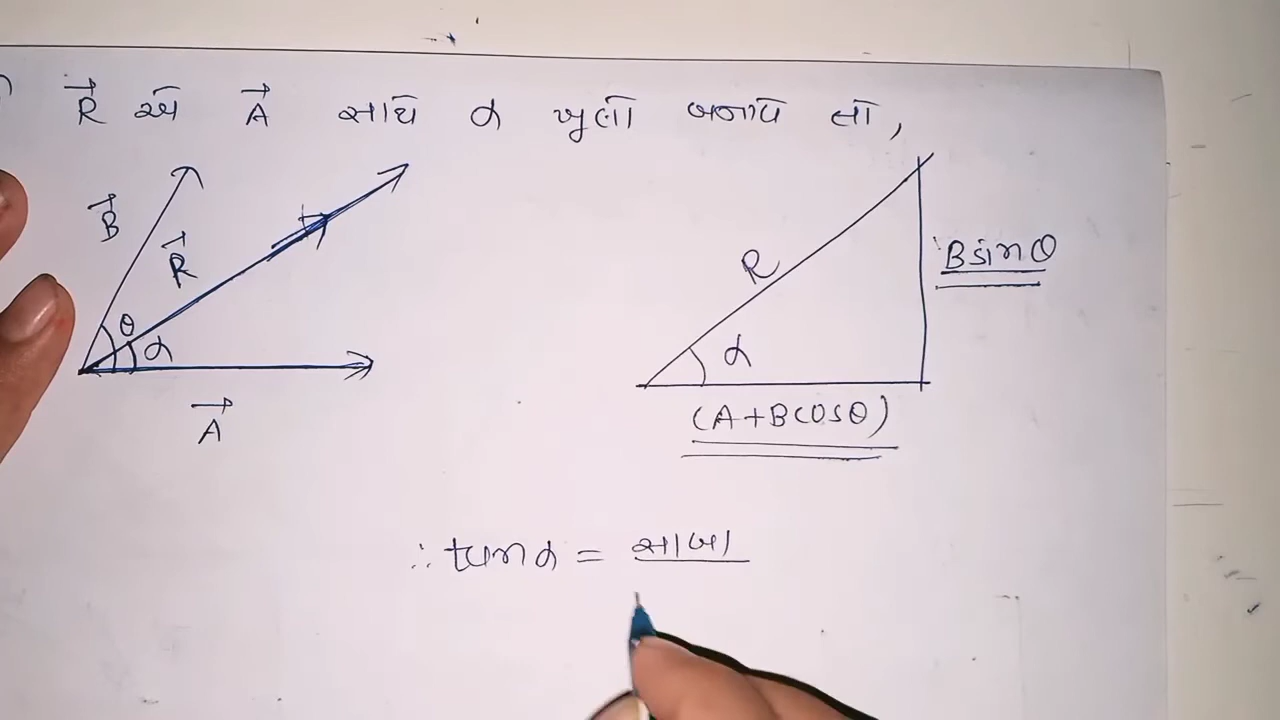 R⃗ એ A⃗ સાથે α ખૂણો બનાવે તો,
B⃗
R⃗
θ
α
A⃗
R
Bsinθ
α
(A+Bcosθ)
∴ tanα = સાબા